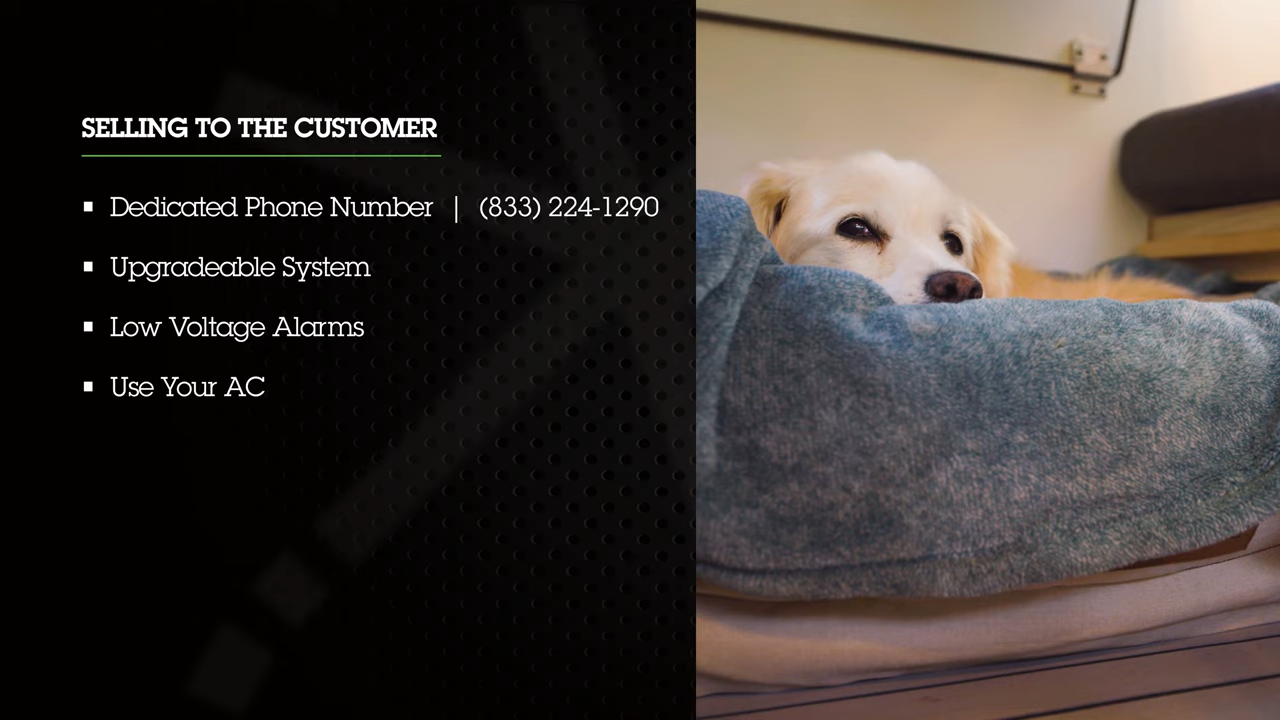 SELLING TO THE CUSTOMER
▪ Dedicated Phone Number | (833) 224-1290
▪ Upgradeable System
▪ Low Voltage Alarms
▪ Use Your AC